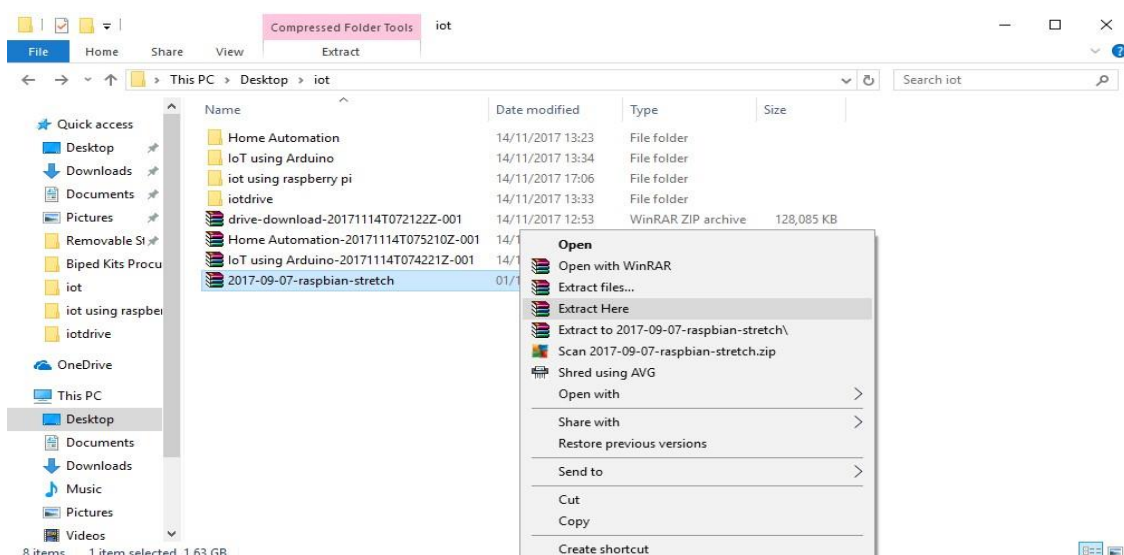 Compressed Folder Tools iot
File Home Share View Extract
This PC Desktop iot Search iot
Name Date modified Type Size
Quick access
Desktop
Downloads
Documents
Pictures
Removable St
Biped Kits Procu
iot
iot using raspber
iotdrive
OneDrive
This PC
Desktop
Documents
Downloads
Music
Pictures
Videos
Home Automation 14/11/2017 13:23 File folder
IoT using Arduino 14/11/2017 13:34 File folder
iot using raspberry pi 14/11/2017 17:06 File folder
iotdrive 14/11/2017 13:33 File folder
drive-download-20171114T072122Z-001 14/11/2017 12:53 WinRAR ZIP archive 128,085 KB
Home Automation-20171114T075210Z-001 14/1
IoT using Arduino-20171114T074221Z-001 14/1
2017-09-07-raspbian-stretch 01/1
Open
Open with WinRAR
Extract files...
Extract Here
Extract to 2017-09-07-raspbian-stretch\
Scan 2017-09-07-raspbian-stretch.zip
Shred using AVG
Open with
Share with
Restore previous versions
Send to
Cut
Copy
Create shortcut
8 items 1 item selected 1.63 GB